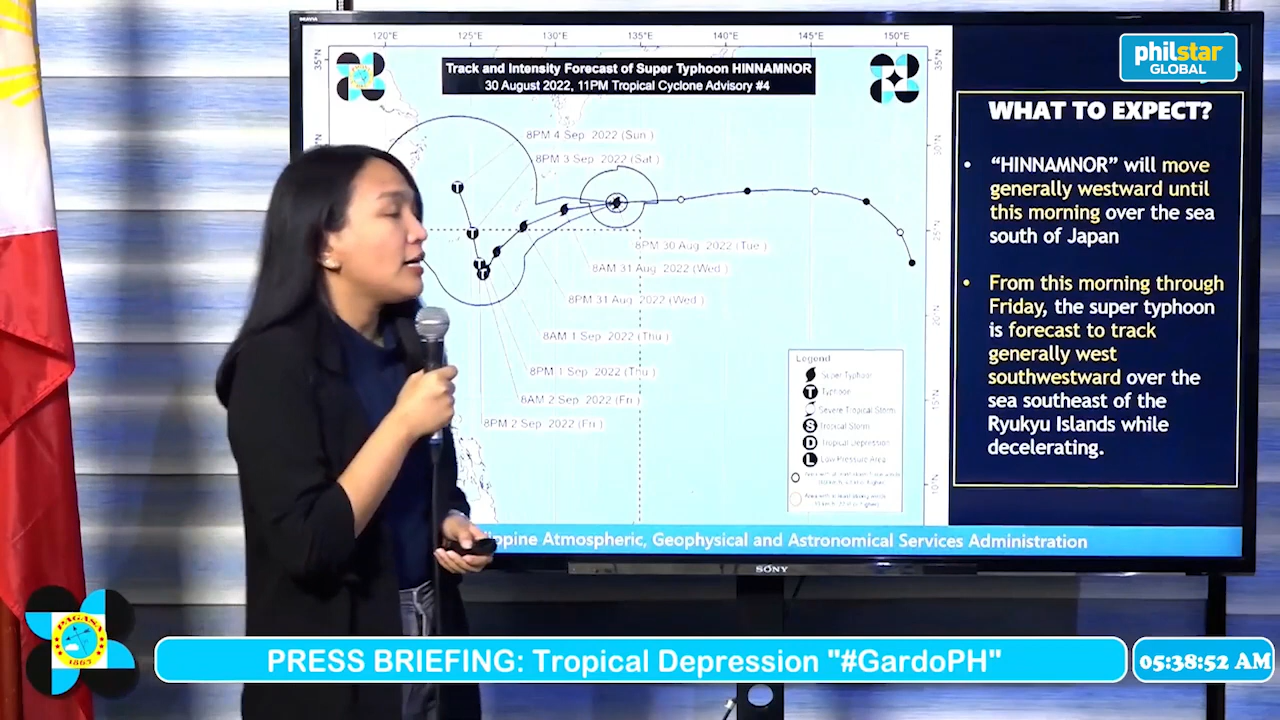 BRAVIA
120°E 125°E 130°E 135°E 140°E 145°E 150°E
35°N
35°N
philstar
GLOBAL
Track and Intensity Forecast of Super Typhoon HINNAMNOR
30 August 2022, 11PM Tropical Cyclone Advisory #4
WHAT TO EXPECT?
8PM 4 Sep. 2022 (Sun.)
8PM 3 Sep. 2022 (Sat.)
30°N
30°N
• “HINNAMNOR” will move
generally westward until
this morning over the sea
south of Japan
T
T
T
T
25°N
8PM 30 Aug. 2022 (Tue.)
8AM 31 Aug. 2022 (Wed.)
8PM 31 Aug. 2022 (Wed.)
8AM 1 Sep. 2022 (Thu.)
8PM 1 Sep. 2022 (Thu.)
8AM 2 Sep. 2022 (Fri.)
8PM 2 Sep. 2022 (Fri.)
20°N
15°N
10°N
• From this morning through
Friday, the super typhoon
is forecast to track
generally west
southwestward over the
sea southeast of the
Ryukyu Islands while
decelerating.
Legend
Super Typhoon
T Typhoon
Severe Tropical Storm
S Tropical Storm
D Tropical Depression
L Low Pressure Area
ippine Atmospheric, Geophysical and Astronomical Services Administration
SONY
PAGASA
1865
PRESS BRIEFING: Tropical Depression "#GardoPH"
05:38:52 AM